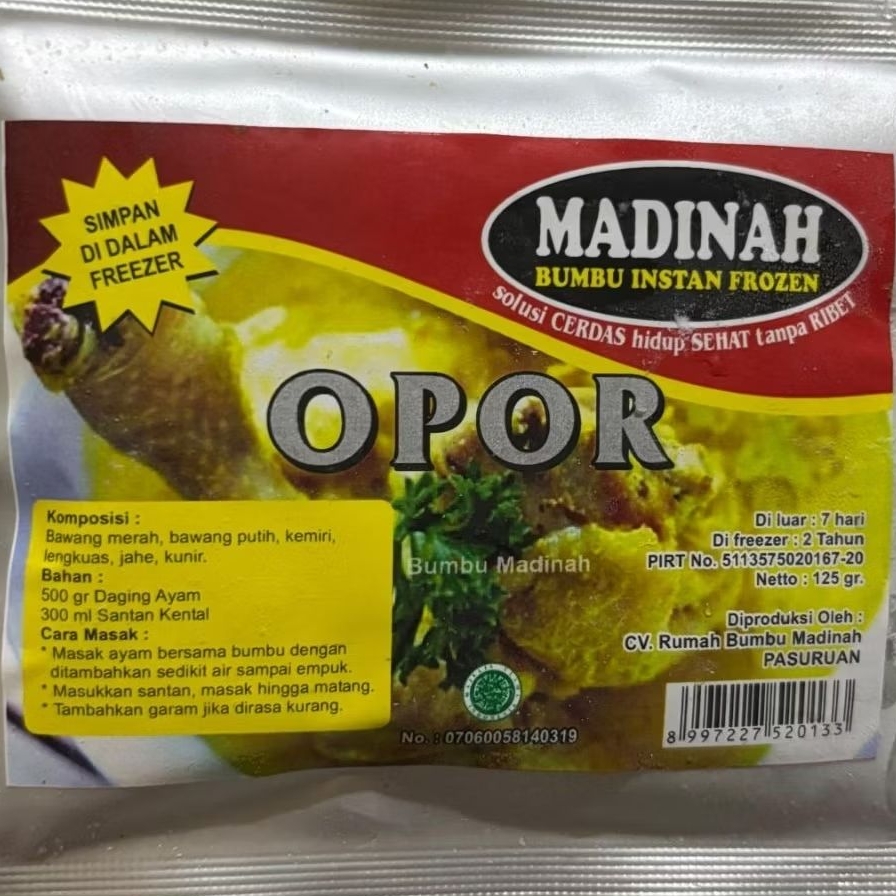 SIMPAN
DI DALAM
FREEZER
MADINAH
BUMBU INSTAN FROZEN
solusi CERDAS hidup SEHAT tanpa RIBET
OPOR
Komposisi :
Bawang merah, bawang putih, kemiri,
lengkuas, jahe, kunir.
Bahan :
500 gr Daging Ayam
300 ml Santan Kental
Cara Masak :
* Masak ayam bersama bumbu dengan
ditambahkan sedikit air sampai empuk.
* Masukkan santan, masak hingga matang.
* Tambahkan garam jika dirasa kurang.
Bumbu Madinah
Di luar : 7 hari
Di freezer : 2 Tahun
PIRT No. 5113575020167-20
Netto : 125 gr.
Diproduksi Oleh :
CV. Rumah Bumbu Madinah
PASURUAN
No. : 07060058140319
8 997227 520133